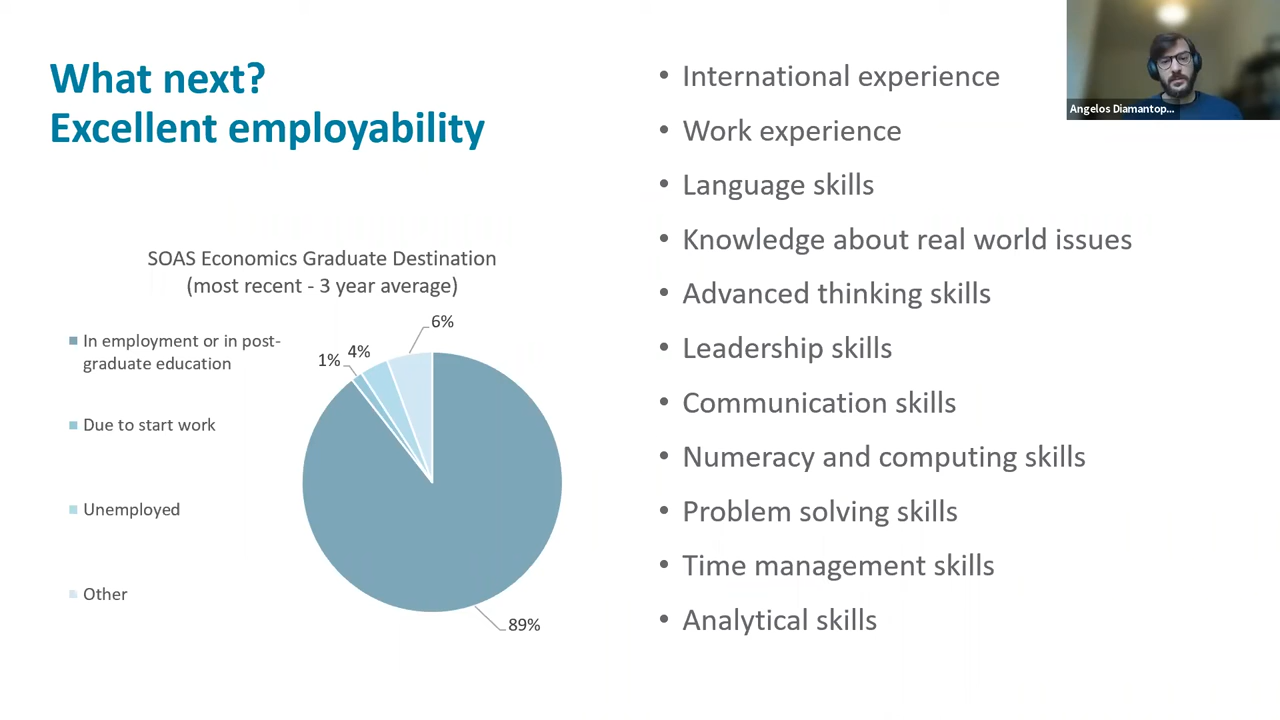 What next?
Excellent employability
SOAS Economics Graduate Destination
(most recent - 3 year average)
In employment or in post-
graduate education
Due to start work
Unemployed
Other
1%
4%
6%
89%
• International experience
• Work experience
• Language skills
• Knowledge about real world issues
• Advanced thinking skills
• Leadership skills
• Communication skills
• Numeracy and computing skills
• Problem solving skills
• Time management skills
• Analytical skills
Angelos Diamantop...